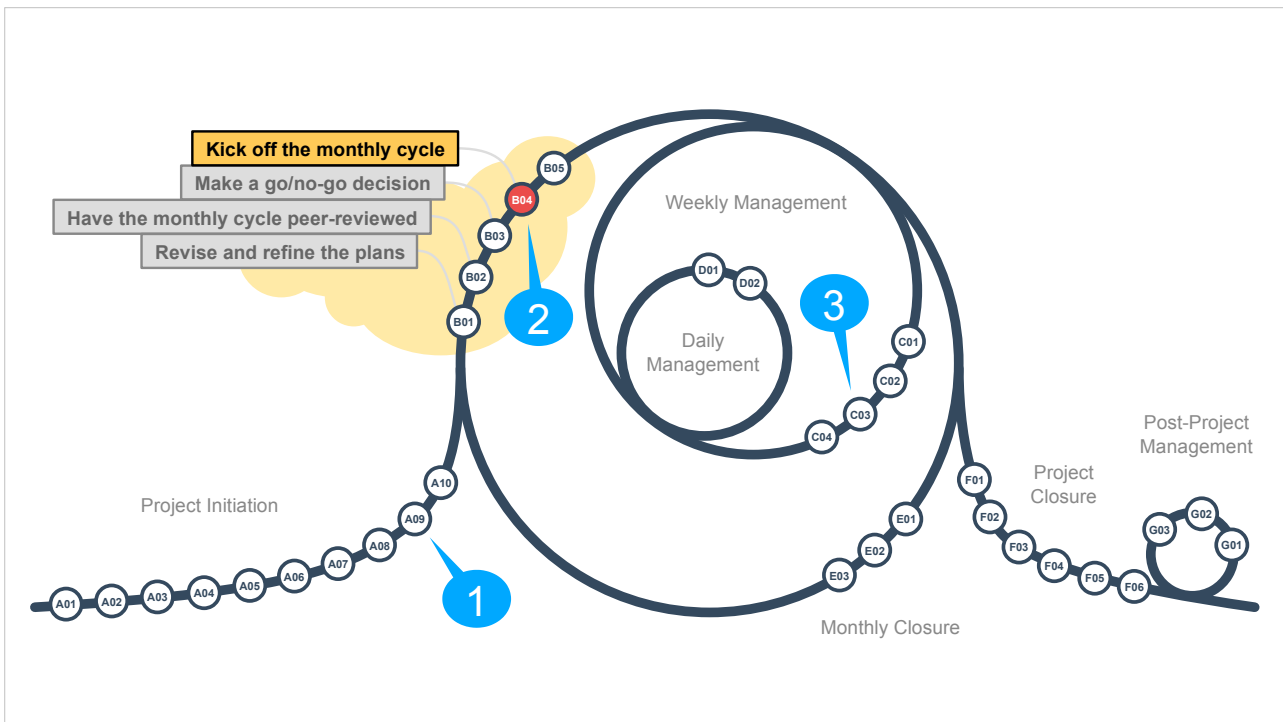 Kick off the monthly cycle
Make a go/no-go decision
Have the monthly cycle peer-reviewed
Revise and refine the plans
B05
B04
B03
B02
B01
2
Weekly Management
D01
D02
3
Daily
Management
C01
C02
C03
C04
Project Initiation
A01
A02
A03
A04
A05
A06
A07
A08
A09
A10
1
E01
E02
E03
Monthly Closure
Project
Closure
F01
F02
F03
F04
F05
F06
Post-Project
Management
G03
G02
G01